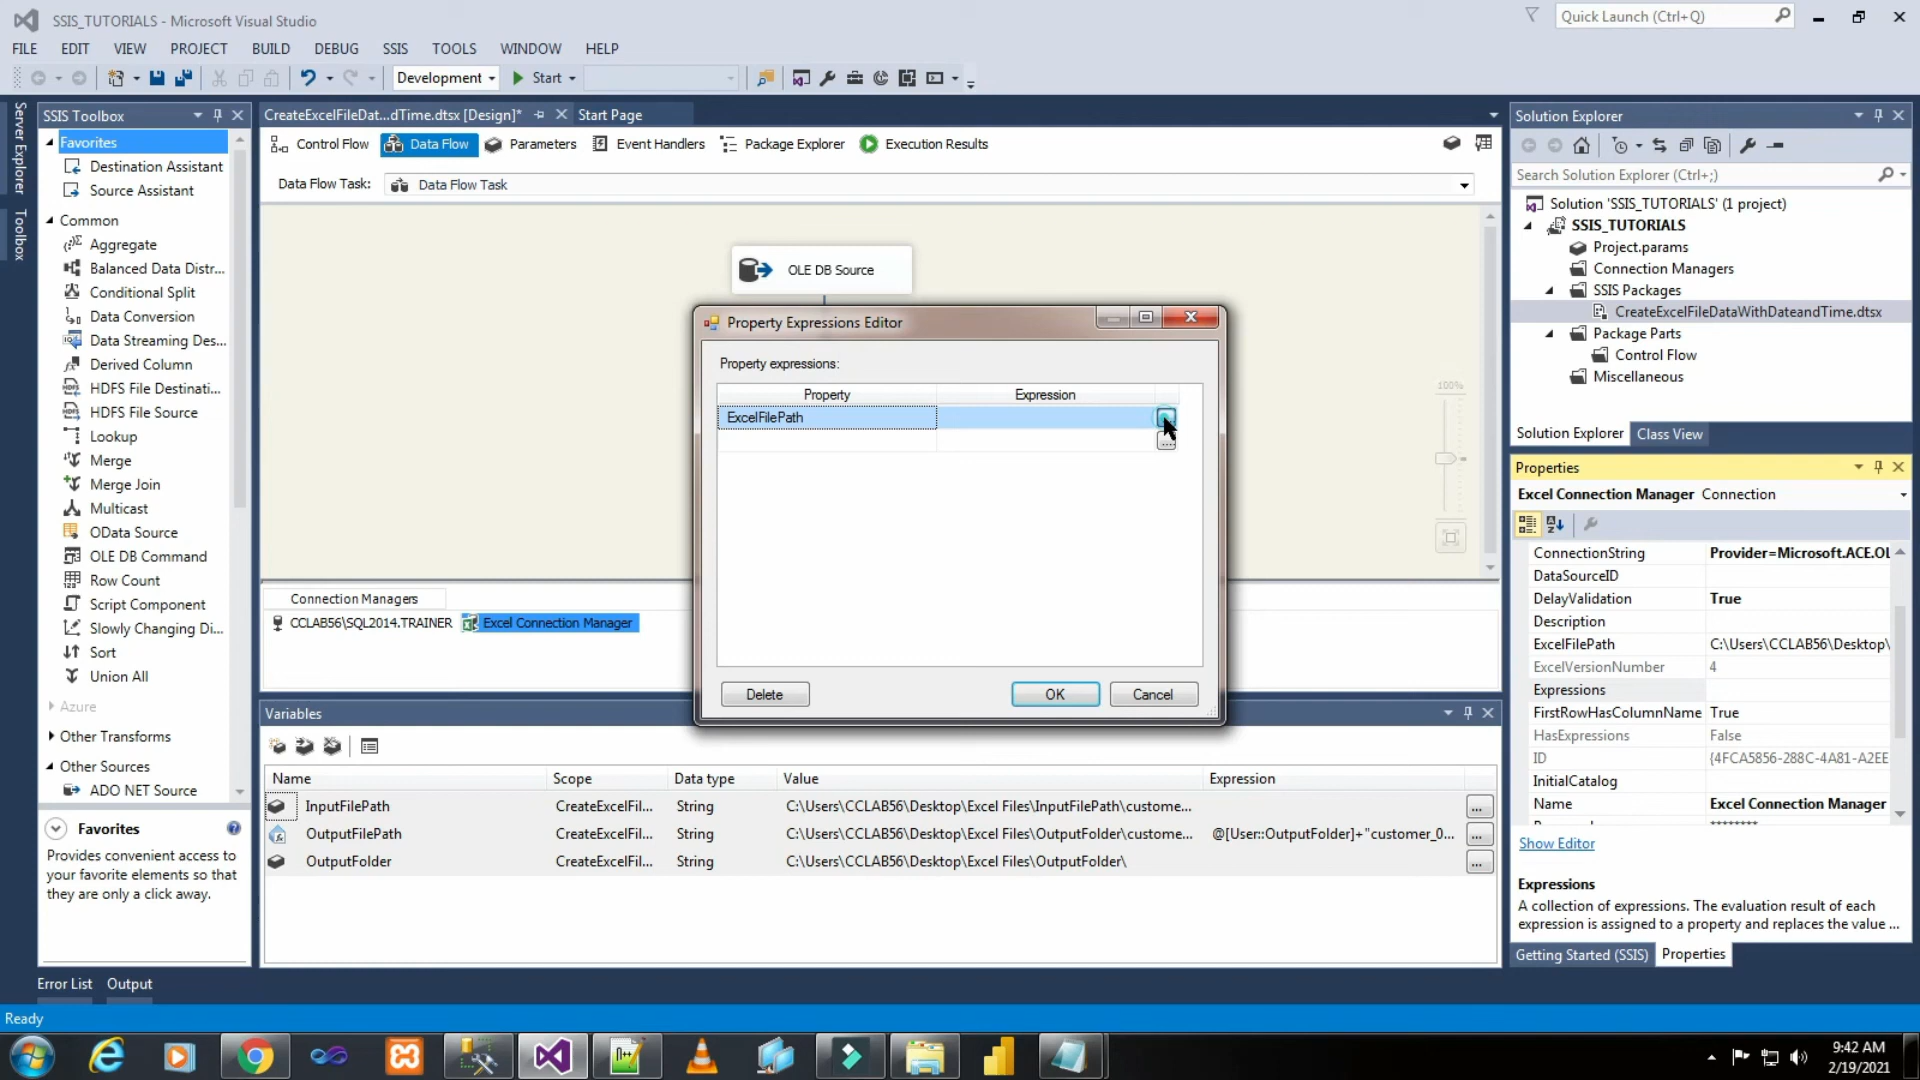 SSIS_TUTORIALS - Microsoft Visual Studio
Quick Launch (Ctrl+Q)
FILE EDIT VIEW PROJECT BUILD DEBUG SSIS TOOLS WINDOW HELP
Development Start
Server Explorer
Toolbox
SSIS Toolbox
Favorites
Destination Assistant
Source Assistant
Common
Aggregate
Balanced Data Distr...
Conditional Split
Data Conversion
Data Streaming Des...
Derived Column
HDFS File Destinati...
HDFS File Source
Lookup
Merge
Merge Join
Multicast
OData Source
OLE DB Command
Row Count
Script Component
Slowly Changing Di...
Sort
Union All
Azure
Other Transforms
Other Sources
ADO NET Source
Favorites
Provides convenient access to
your favorite elements so that
they are only a click away.
Error List Output
Ready
CreateExcelFileDat...dTime.dtsx [Design]* Start Page
Control Flow Data Flow Parameters Event Handlers Package Explorer Execution Results
Data Flow Task: Data Flow Task
OLE DB Source
100%
Property Expressions Editor
Property expressions:
Property Expression
ExcelFilePath
...
Delete OK Cancel
Connection Managers
CCLAB56\SQL2014.TRAINER Excel Connection Manager
Variables
Name Scope Data type Value Expression
InputFilePath CreateExcelFil... String C:\Users\CCLAB56\Desktop\Excel Files\InputFilePath\custome... ...
OutputFilePath CreateExcelFil... String C:\Users\CCLAB56\Desktop\Excel Files\OutputFolder\custome... @[User::OutputFolder]+"customer_0... ...
OutputFolder CreateExcelFil... String C:\Users\CCLAB56\Desktop\Excel Files\OutputFolder\ ...
Solution Explorer
Search Solution Explorer (Ctrl+;)
Solution 'SSIS_TUTORIALS' (1 project)
SSIS_TUTORIALS
Project.params
Connection Managers
SSIS Packages
CreateExcelFileDataWithDateandTime.dtsx
Package Parts
Control Flow
Miscellaneous
Solution Explorer Class View
Properties
Excel Connection Manager Connection
ConnectionString Provider=Microsoft.ACE.OL
DataSourceID
DelayValidation True
Description
ExcelFilePath C:\Users\CCLAB56\Desktop\
ExcelVersionNumber 4
Expressions
FirstRowHasColumnName True
HasExpressions False
ID {4FCA5856-288C-4A81-A2EE
InitialCatalog
Name Excel Connection Manager
********
Show Editor
Expressions
A collection of expressions. The evaluation result of each
expression is assigned to a property and replaces the value ...
Getting Started (SSIS) Properties
9:42 AM
2/19/2021